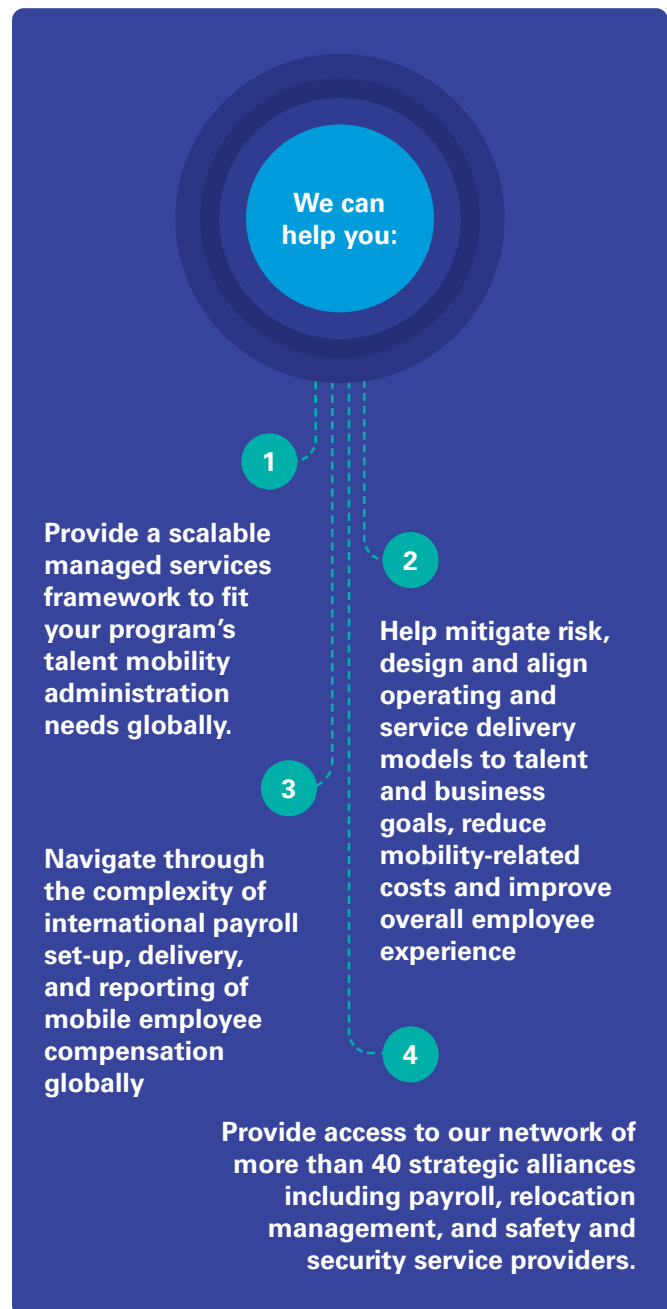 We can
help you:
1
Provide a scalable
managed services
framework to fit
your program’s
talent mobility
administration
needs globally.
2
Help mitigate risk,
design and align
operating and
service delivery
models to talent
and business
goals, reduce
mobility-related
costs and improve
overall employee
experience
3
Navigate through
the complexity of
international payroll
set-up, delivery,
and reporting of
mobile employee
compensation
globally
4
Provide access to our network of
more than 40 strategic alliances
including payroll, relocation
management, and safety and
security service providers.